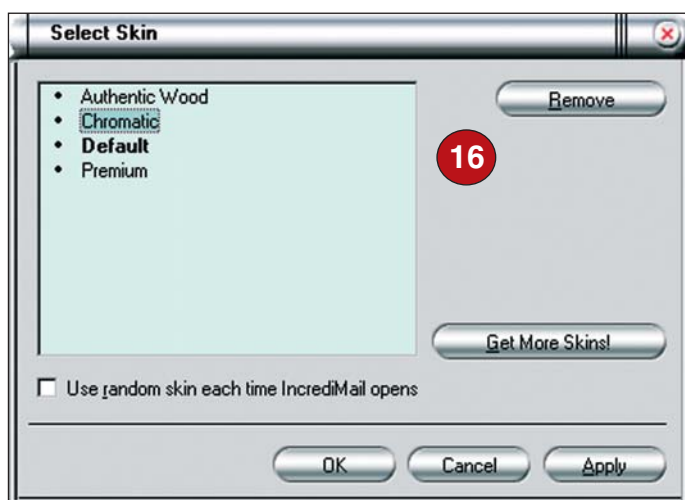 Select Skin
• Authentic Wood
• Chromatic
• Default
• Premium
Remove
16
Get More Skins!
Use random skin each time IncrediMail opens
OK Cancel Apply